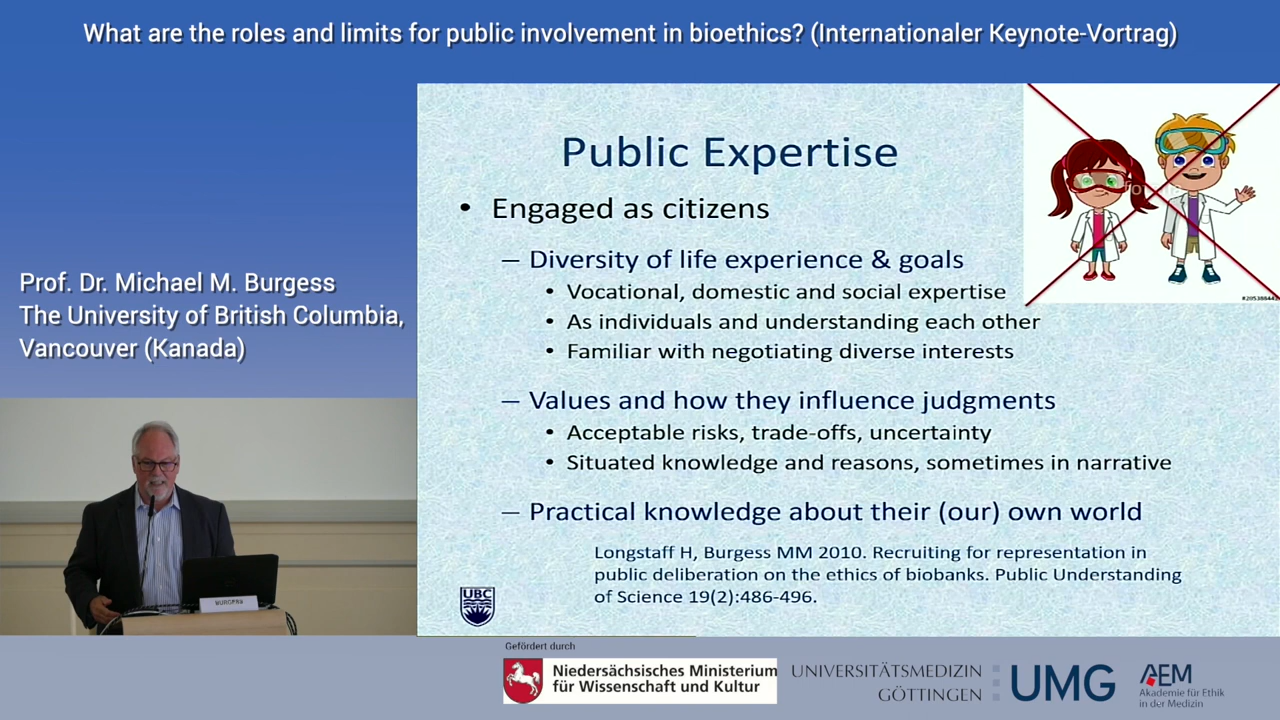 What are the roles and limits for public involvement in bioethics? (Internationaler Keynote-Vortrag)
Prof. Dr. Michael M. Burgess
The University of British Columbia,
Vancouver (Kanada)
BURGESS
Public Expertise
• Engaged as citizens
– Diversity of life experience & goals
• Vocational, domestic and social expertise
• As individuals and understanding each other
• Familiar with negotiating diverse interests
– Values and how they influence judgments
• Acceptable risks, trade-offs, uncertainty
• Situated knowledge and reasons, sometimes in narrative
– Practical knowledge about their (our) own world
Longstaff H, Burgess MM 2010. Recruiting for representation in
public deliberation on the ethics of biobanks. Public Understanding
of Science 19(2):486-496.
UBC
Gefördert durch
Niedersächsisches Ministerium
für Wissenschaft und Kultur
UNIVERSITÄTSMEDIZIN
GÖTTINGEN
UMG
AEM
Akademie für Ethik
in der Medizin